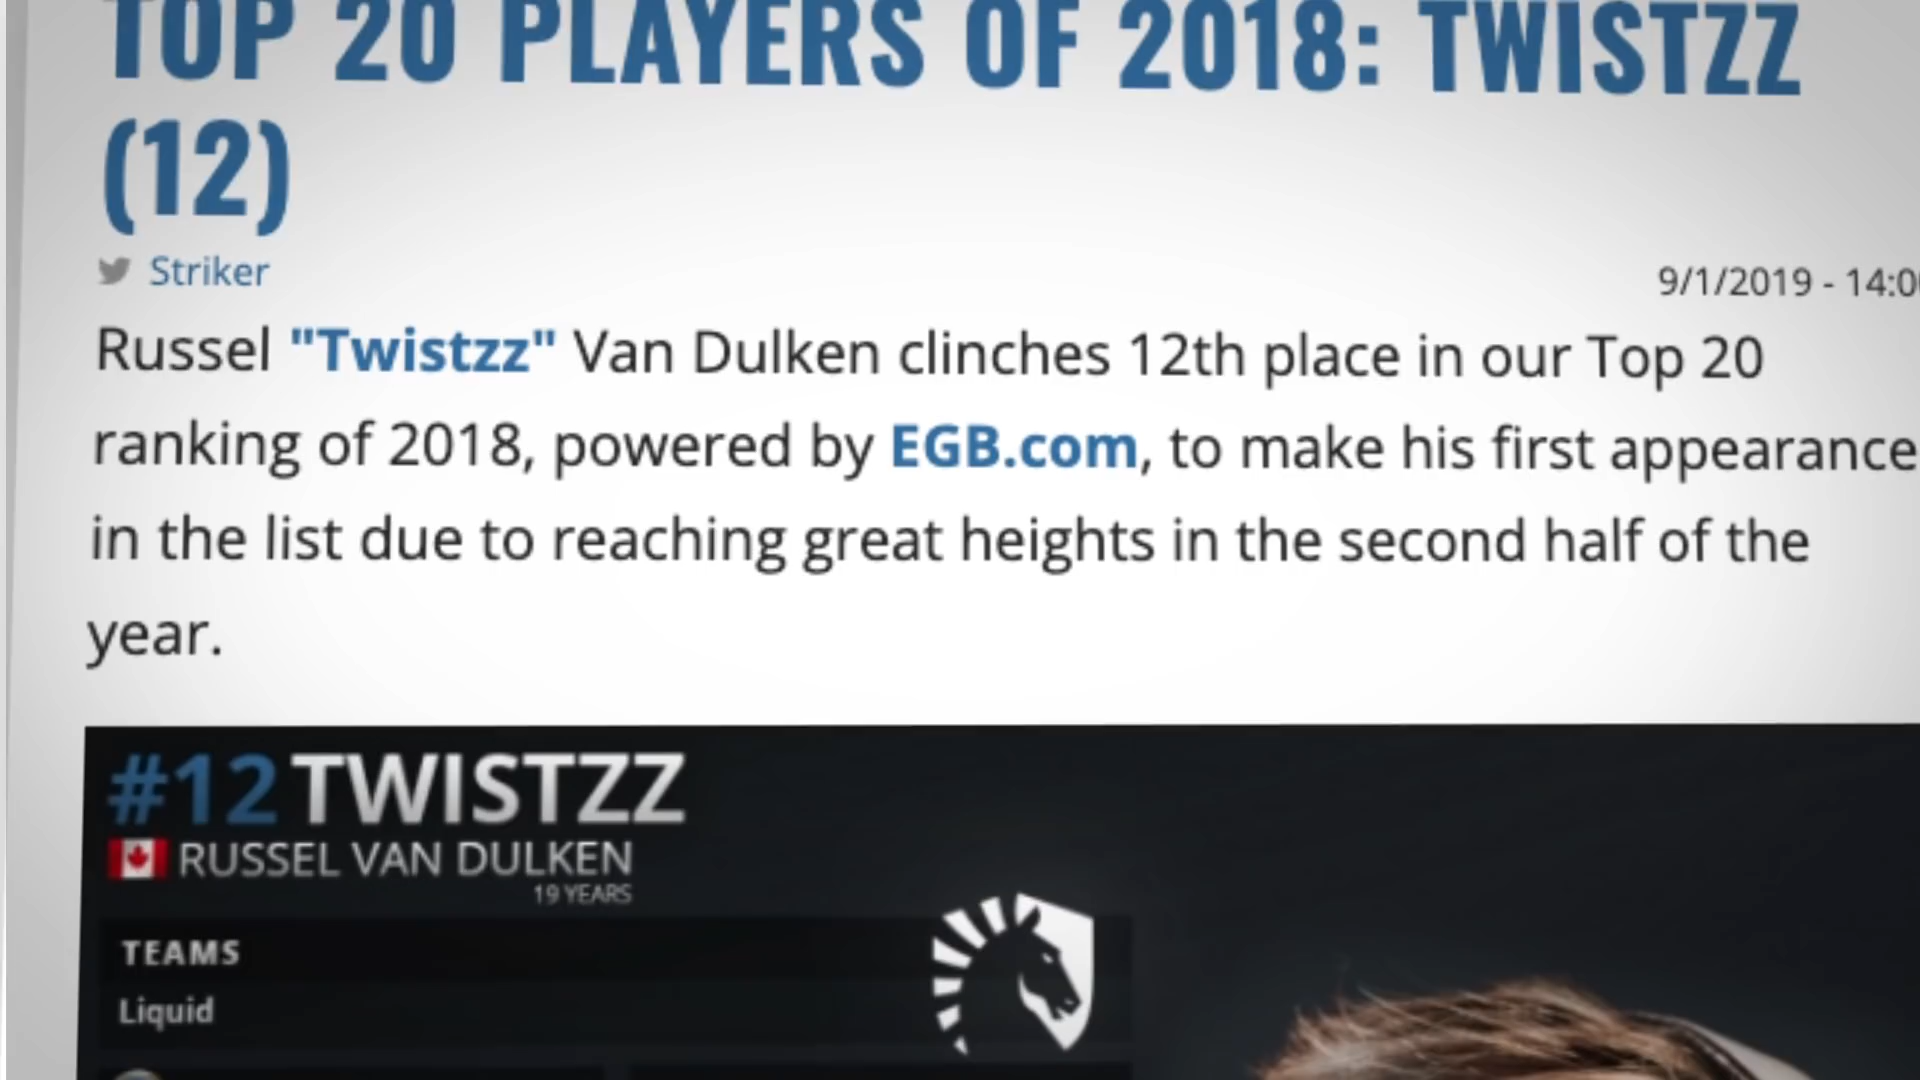 TOP 20 PLAYERS OF 2018: TWISTZZ
(12)
Striker
9/1/2019 - 14:00
Russel "Twistzz" Van Dulken clinches 12th place in our Top 20
ranking of 2018, powered by EGB.com, to make his first appearance
in the list due to reaching great heights in the second half of the
year.
#12 TWISTZZ
RUSSEL VAN DULKEN
19 YEARS
TEAMS
Liquid